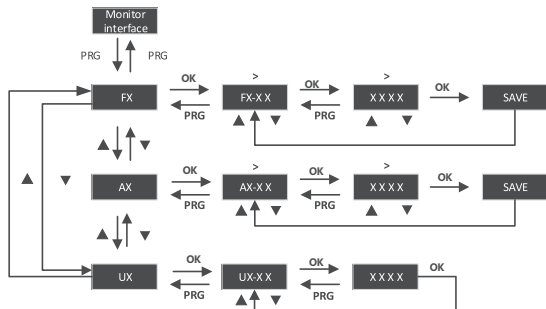 Monitor
interface
PRG PRG
OK > OK >
FX FX-X X X X X X OK SAVE
PRG PRG
OK > OK >
AX AX-X X X X X X OK SAVE
PRG PRG
OK OK
UX UX-X X X X X X OK
PRG PRG